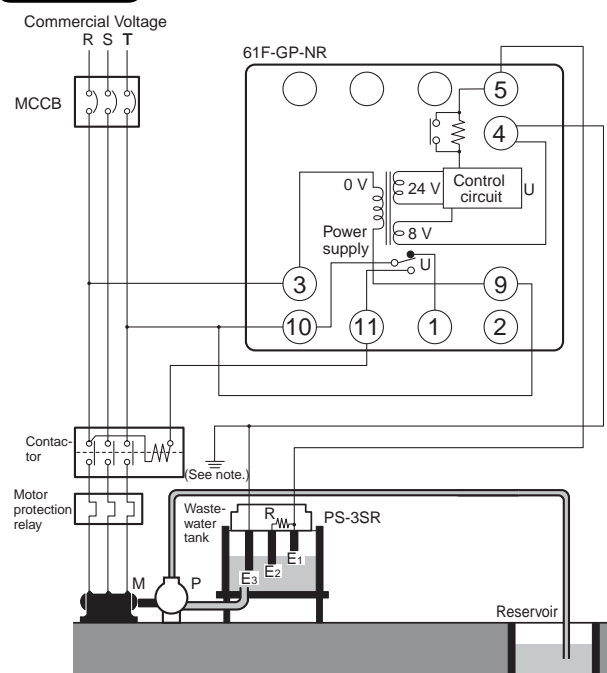 Commercial Voltage
R S T
61F-GP-NR
MCCB
5
4
0 V
24 V
Control
circuit
U
Power
supply
8 V
U
3
9
10
11
1
2
Contac-
tor
(See note.)
Motor
protection
relay
Waste-
water
tank
R
PS-3SR
E1
E2
E3
M
P
Reservoir